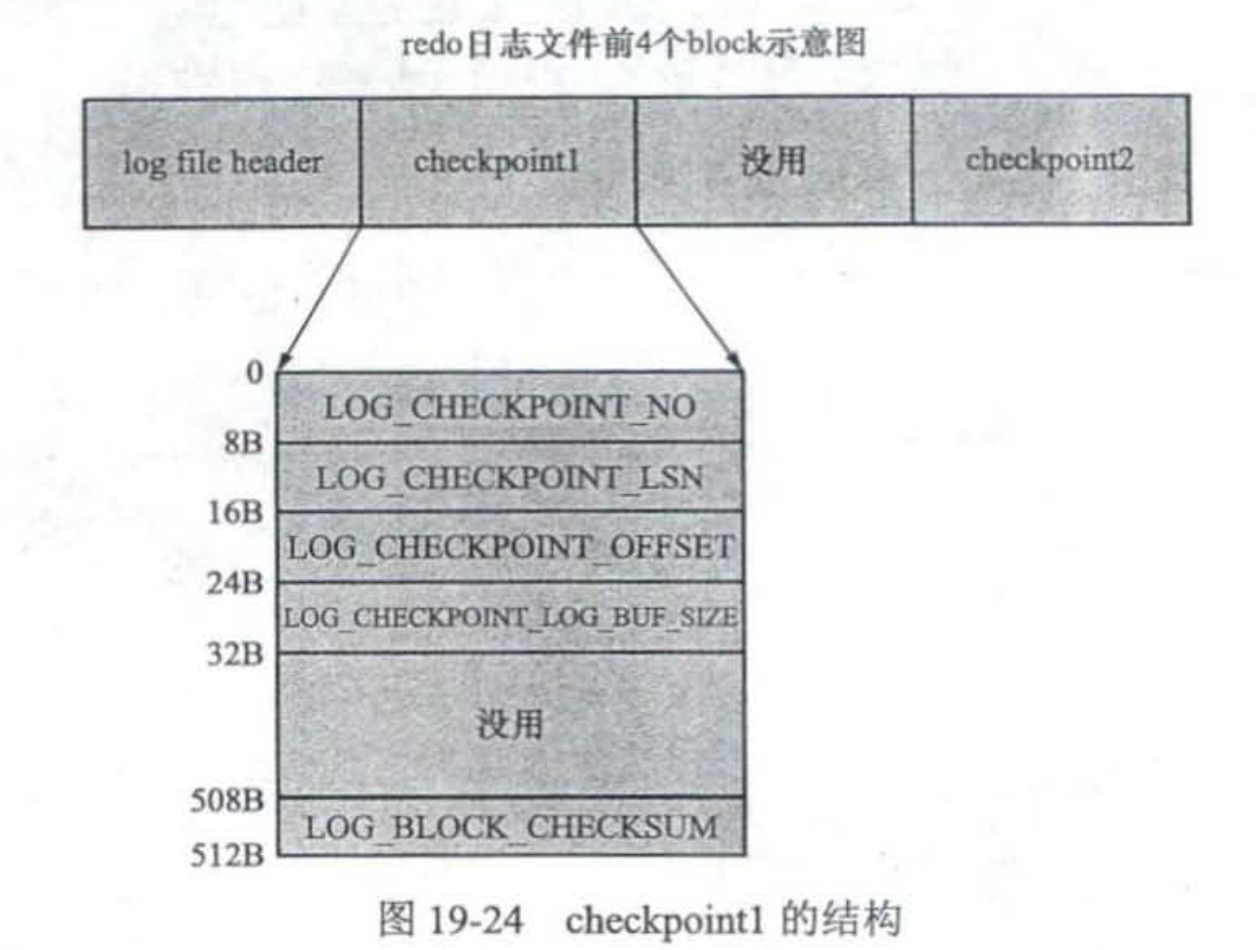 redo日志文件前4个block示意图
log file header checkpoint1 没用 checkpoint2
0
LOG_CHECKPOINT_NO
8B
LOG_CHECKPOINT_LSN
16B
LOG_CHECKPOINT_OFFSET
24B
LOG_CHECKPOINT_LOG_BUF_SIZE
32B
没用
508B
LOG_BLOCK_CHECKSUM
512B
图 19-24 checkpoint1 的结构